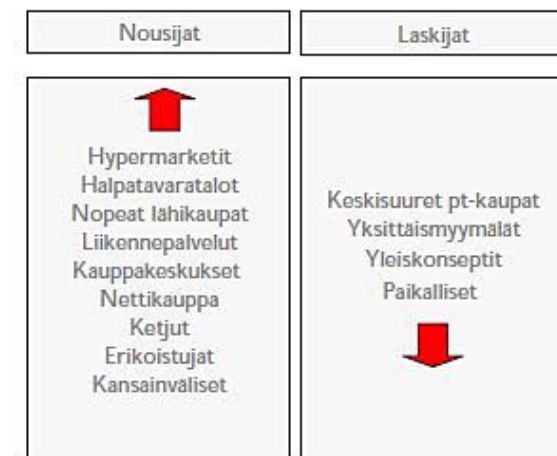 Nousijat
Laskijat
Hypermarketit
Halpatavaratalot
Nopeat lähikaupat
Liikennepalvelut
Kauppakeskukset
Nettikauppa
Ketjut
Erikoistujat
Kansainväliset
Keskisuuret pt-kaupat
Yksittäismyymälät
Yleiskonseptit
Paikalliset